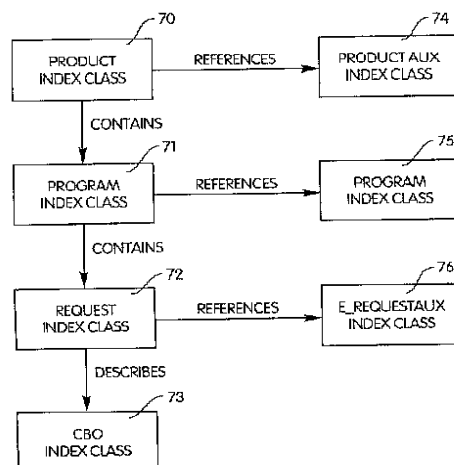 70
74
PRODUCT
INDEX CLASS
REFERENCES
PRODUCT AUX
INDEX CLASS
CONTAINS
71
75
PROGRAM
INDEX CLASS
REFERENCES
PROGRAM
INDEX CLASS
CONTAINS
72
76
REQUEST
INDEX CLASS
REFERENCES
E_REQUESTAUX
INDEX CLASS
DESCRIBES
73
CBO
INDEX CLASS